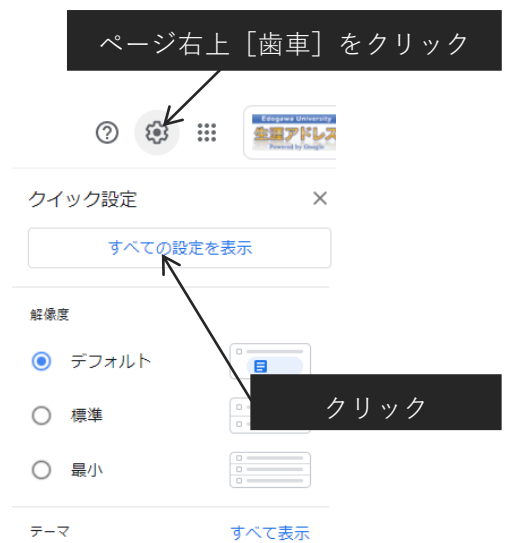 ページ右上［歯車］をクリック
Edogawa University
生涯アドレス
Powered by Google
クイック設定
すべての設定を表示
解像度
デフォルト
クリック
標準
最小
テーマ
すべて表示